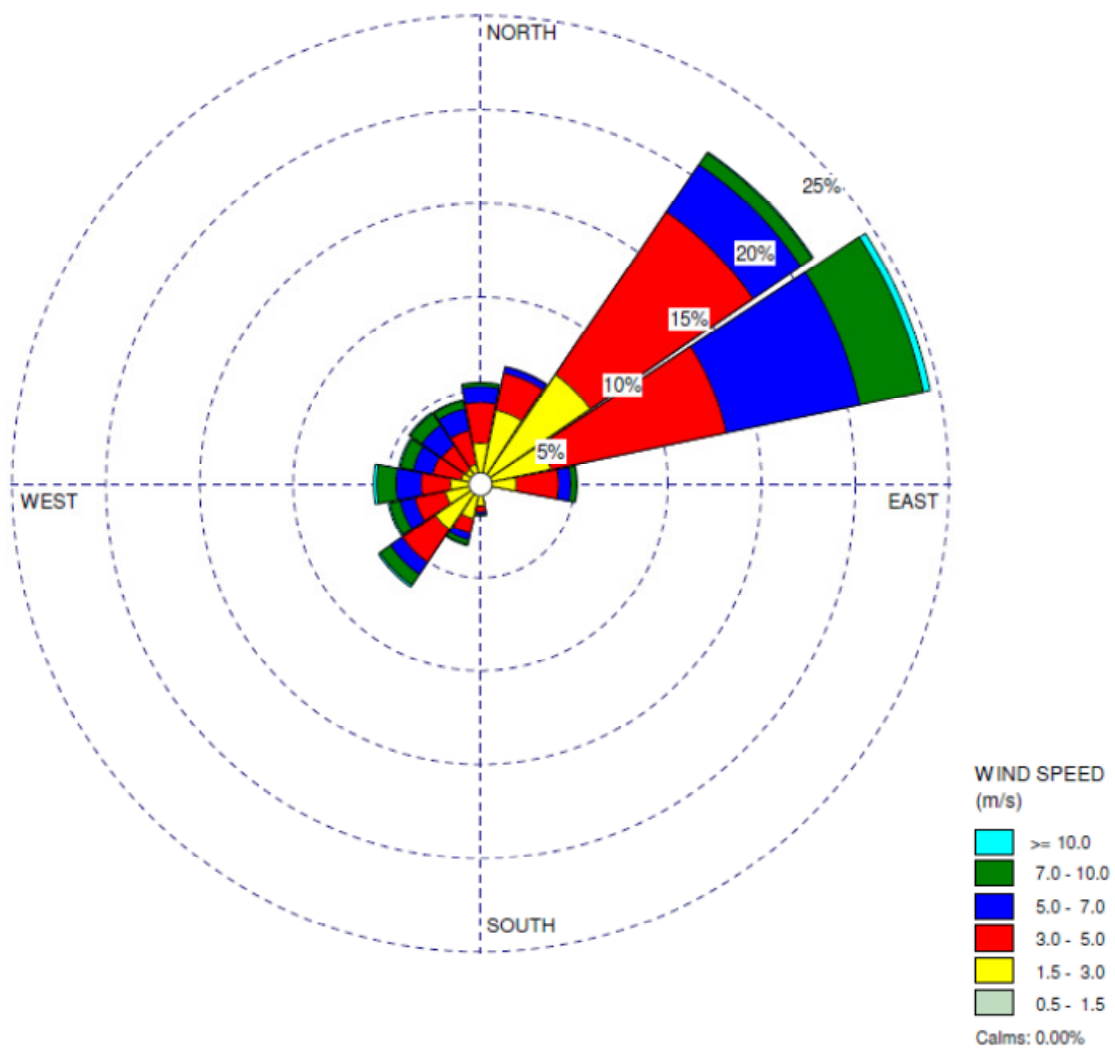 NORTH
25%
20%
15%
10%
5%
WEST
EAST
SOUTH
WIND SPEED
(m/s)
>= 10.0
7.0 - 10.0
5.0 - 7.0
3.0 - 5.0
1.5 - 3.0
0.5 - 1.5
Calms: 0.00%